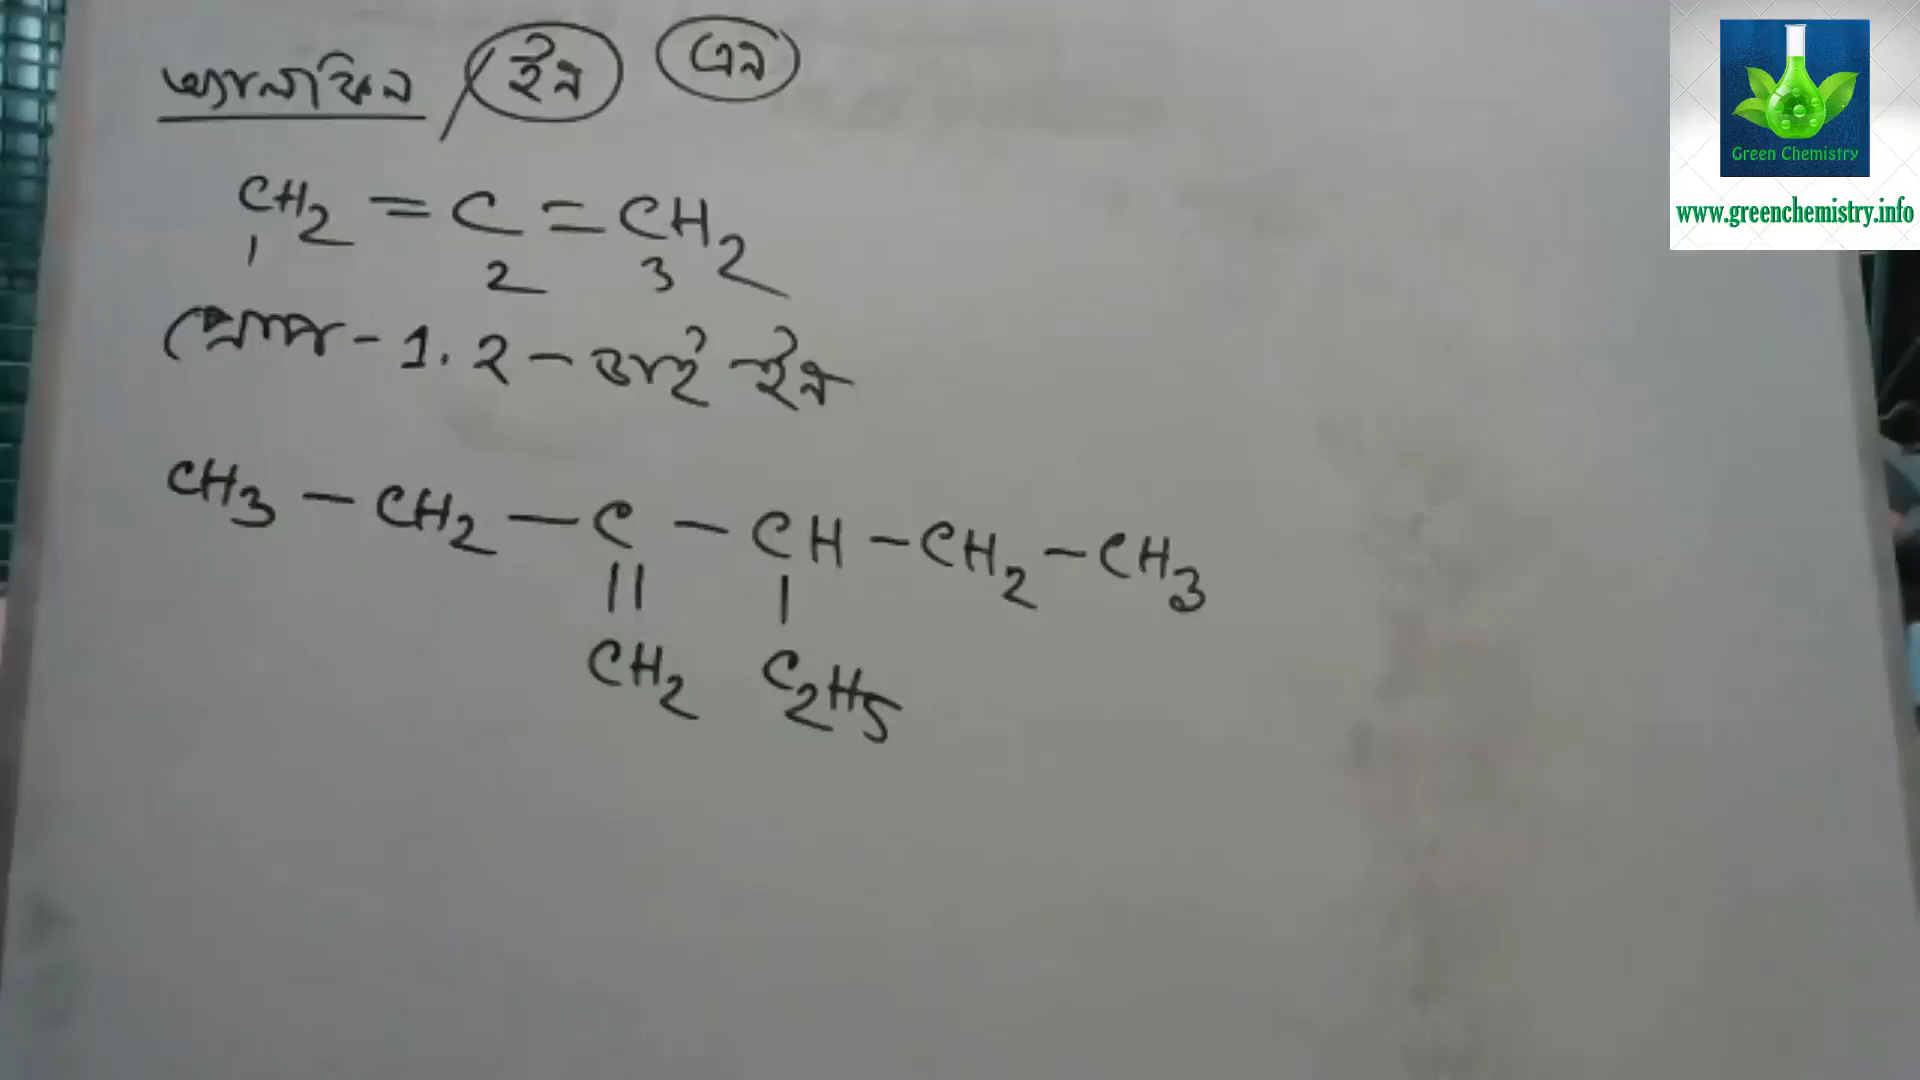 অ্যালাকিন ইন এন
CH2 = C = CH2
1 2 3
প্রোপা - 1.2 - ডাই ইন
CH3 - CH2 - C - CH - CH2 - CH3
|| |
CH2 C2H5
Green Chemistry
www.greenchemistry.info